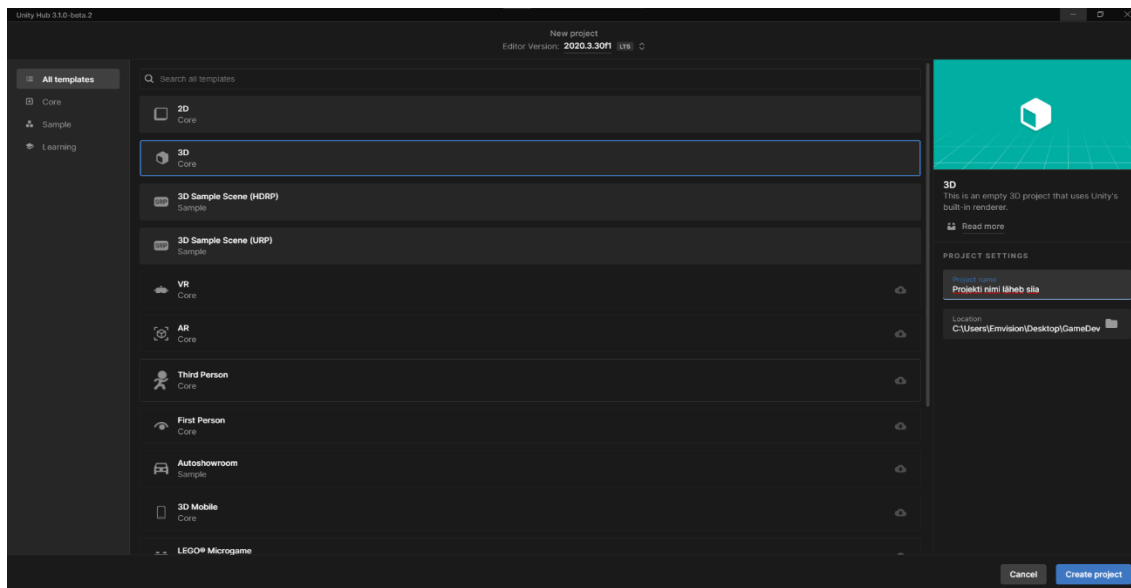 Unity Hub 3.1.0-beta.2
New project
Editor Version: 2020.3.30f1 LTS
All templates
Core
Sample
Learning
Search all templates
2D
Core
3D
Core
3D Sample Scene (HDRP)
Sample
3D Sample Scene (URP)
Sample
VR
Core
AR
Core
Third Person
Core
First Person
Core
Autoshowroom
Sample
3D Mobile
Core
LEGO® Microgame
3D
This is an empty 3D project that uses Unity's
built-in renderer.
Read more
PROJECT SETTINGS
Project name
Projekti nimi läheb siia
Location
C:\Users\Emvision\Desktop\GameDev
Cancel
Create project